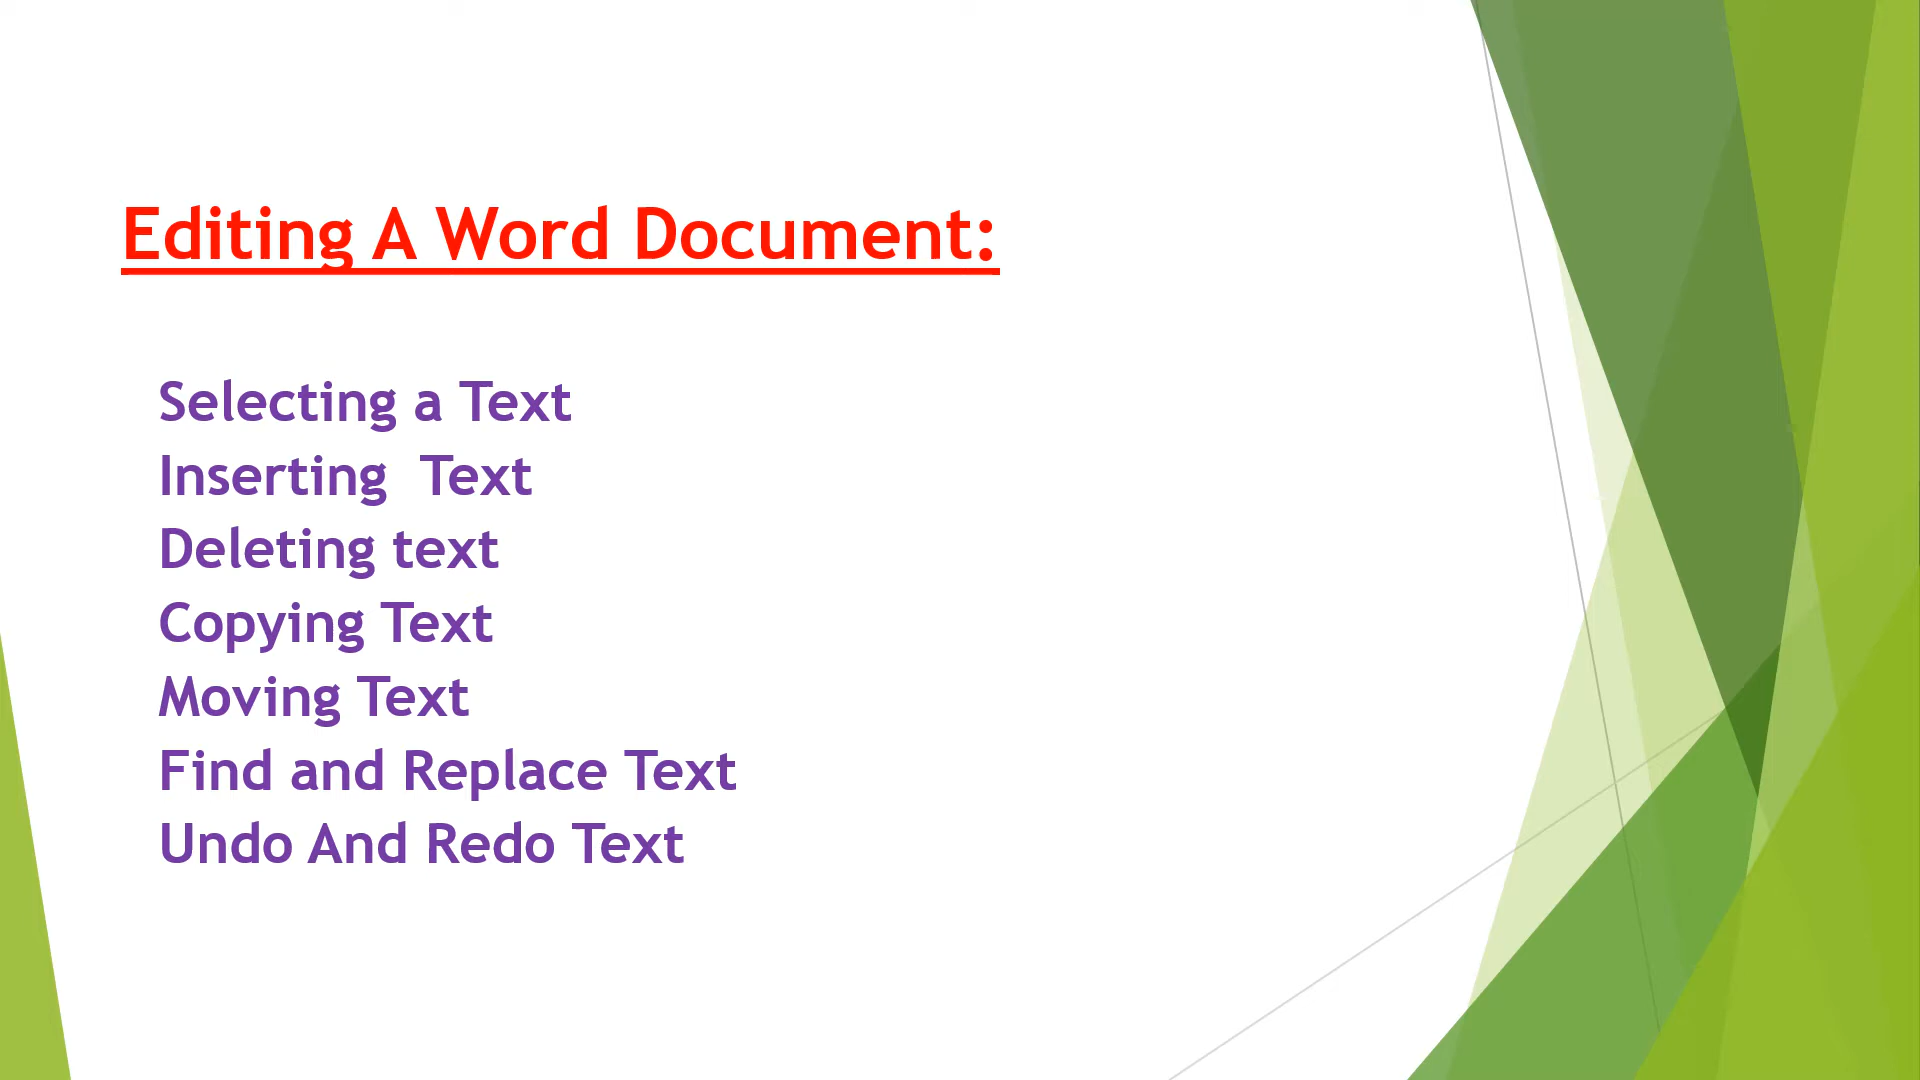 Editing A Word Document:
Selecting a Text
Inserting  Text
Deleting text
Copying Text
Moving Text
Find and Replace Text
Undo And Redo Text